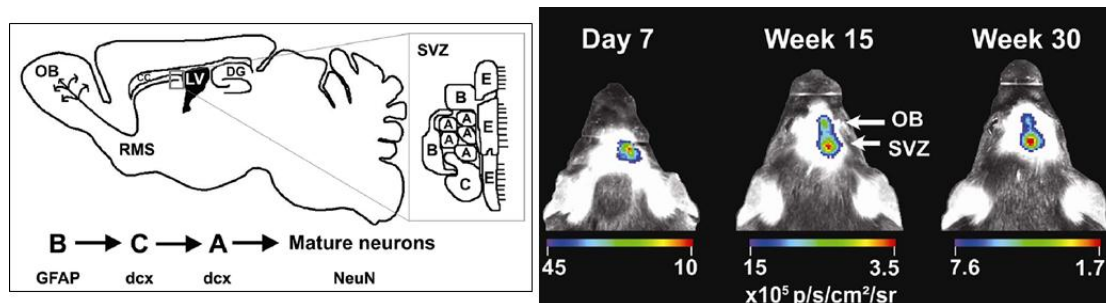 OB
CC
LV
DG
RMS
SVZ
E
B
A
A
A
A
E
B
A
A
C
E
B → C → A → Mature neurons
GFAP dcx dcx NeuN
Day 7 Week 15 Week 30
OB
SVZ
45 10 15 3.5 7.6 1.7
x10⁵ p/s/cm²/sr